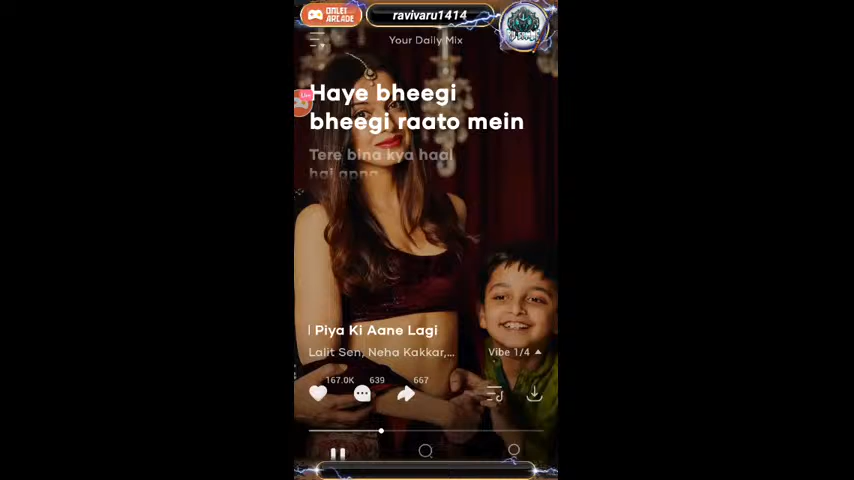 OMLET
ARCADE
ravivaru1414
Your Daily Mix
Live
Haye bheegi
bheegi raato mein
Tere bina kya haal
hai apna
Piya Ki Aane Lagi
Lalit Sen, Neha Kakkar,...
Vibe 1/4
167.0K
639
667